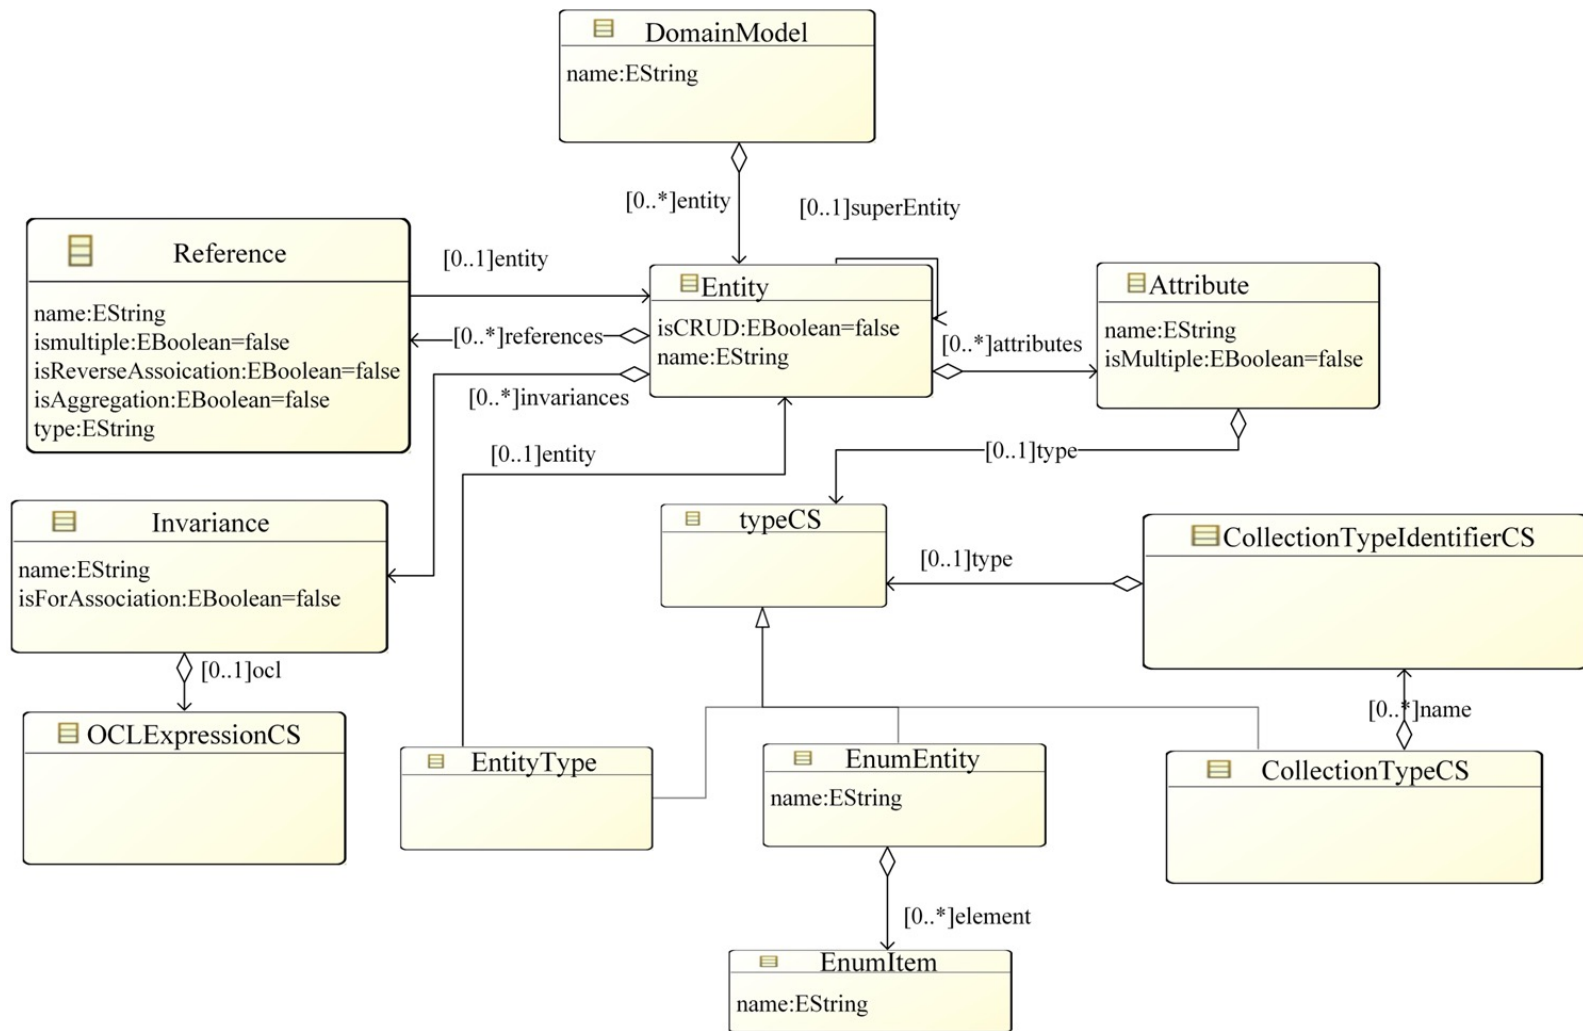 DomainModel
name:EString
[0..*]entity
[0..1]superEntity
Reference
name:EString
ismultiple:EBoolean=false
isReverseAssoication:EBoolean=false
isAggregation:EBoolean=false
type:EString
[0..1]entity
[0..*]references
[0..*]invariances
Entity
isCRUD:EBoolean=false
name:EString
[0..*]attributes
Attribute
name:EString
isMultiple:EBoolean=false
[0..1]entity
[0..1]type
Invariance
name:EString
isForAssociation:EBoolean=false
typeCS
[0..1]type
CollectionTypeIdentifierCS
[0..1]ocl
OCLExpressionCS
[0..*]name
EntityType
EnumEntity
name:EString
CollectionTypeCS
[0..*]element
EnumItem
name:EString